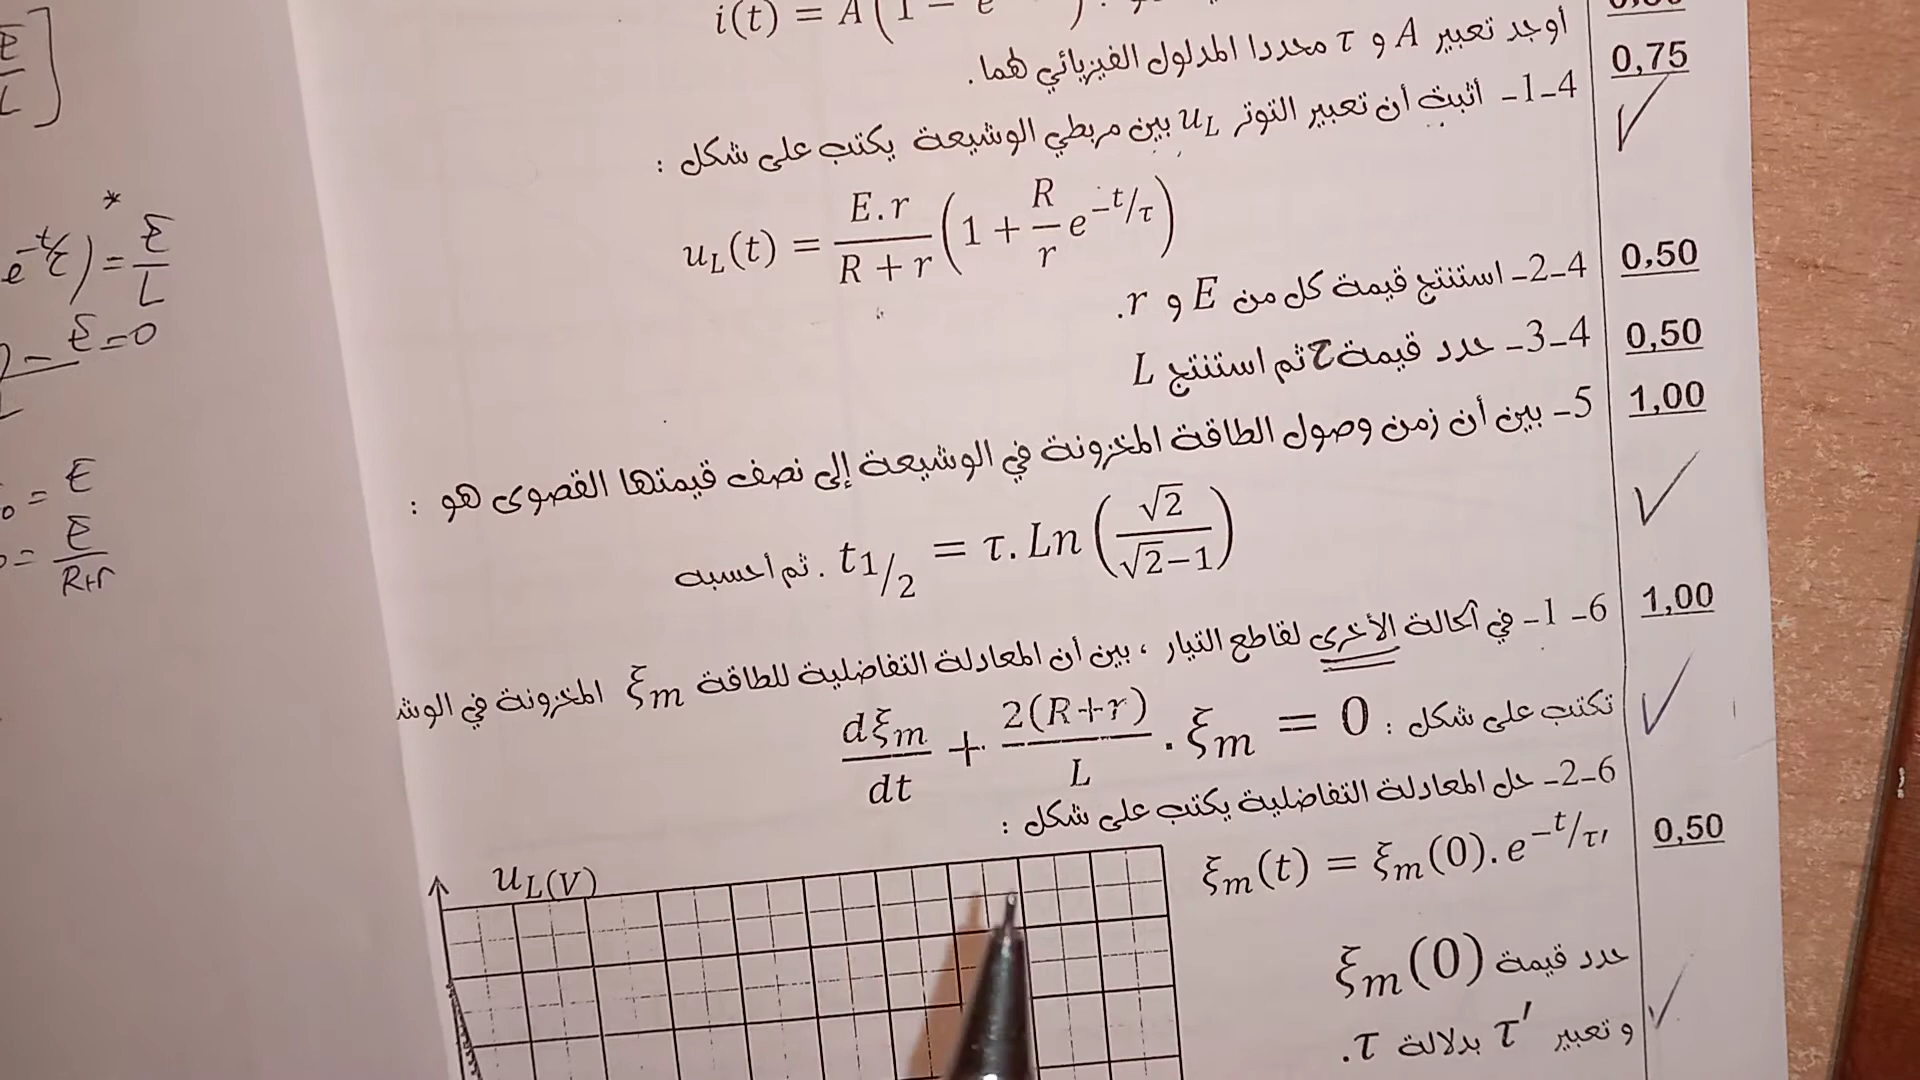 i(t) = A(1 − e
أوجد تعبير A و τ محددا المدلول الفيزيائي لهما.
0,75
4-1- أثبت أن تعبير التوتر uL بين مربطي الوشيعة يكتب على شكل :
uL(t) = E.r/(R + r) (1 + R/r e^(−t/τ))
0,50
4-2- استنتج قيمة كل من E و r.
0,50
4-3- حدد قيمة τ ثم استنتج L
1,00
5- بين أن زمن وصول الطاقة المخزونة في الوشيعة إلى نصف قيمتها القصوى هو :
t1/2 = τ. Ln(√2/(√2−1)) . ثم أحسبه
1,00
6-1- في الحالة الأخرى لقاطع التيار ، بين أن المعادلة التفاضلية للطاقة ξm المخزونة في الوش
تكتب على شكل : dξm/dt + 2(R+r)/L . ξm = 0
6-2- حل المعادلة التفاضلية يكتب على شكل :
0,50
ξm(t) = ξm(0). e^(−t/τ′)
حدد قيمة ξm(0)
و تعبير τ′ بدلالة τ.
uL(V)